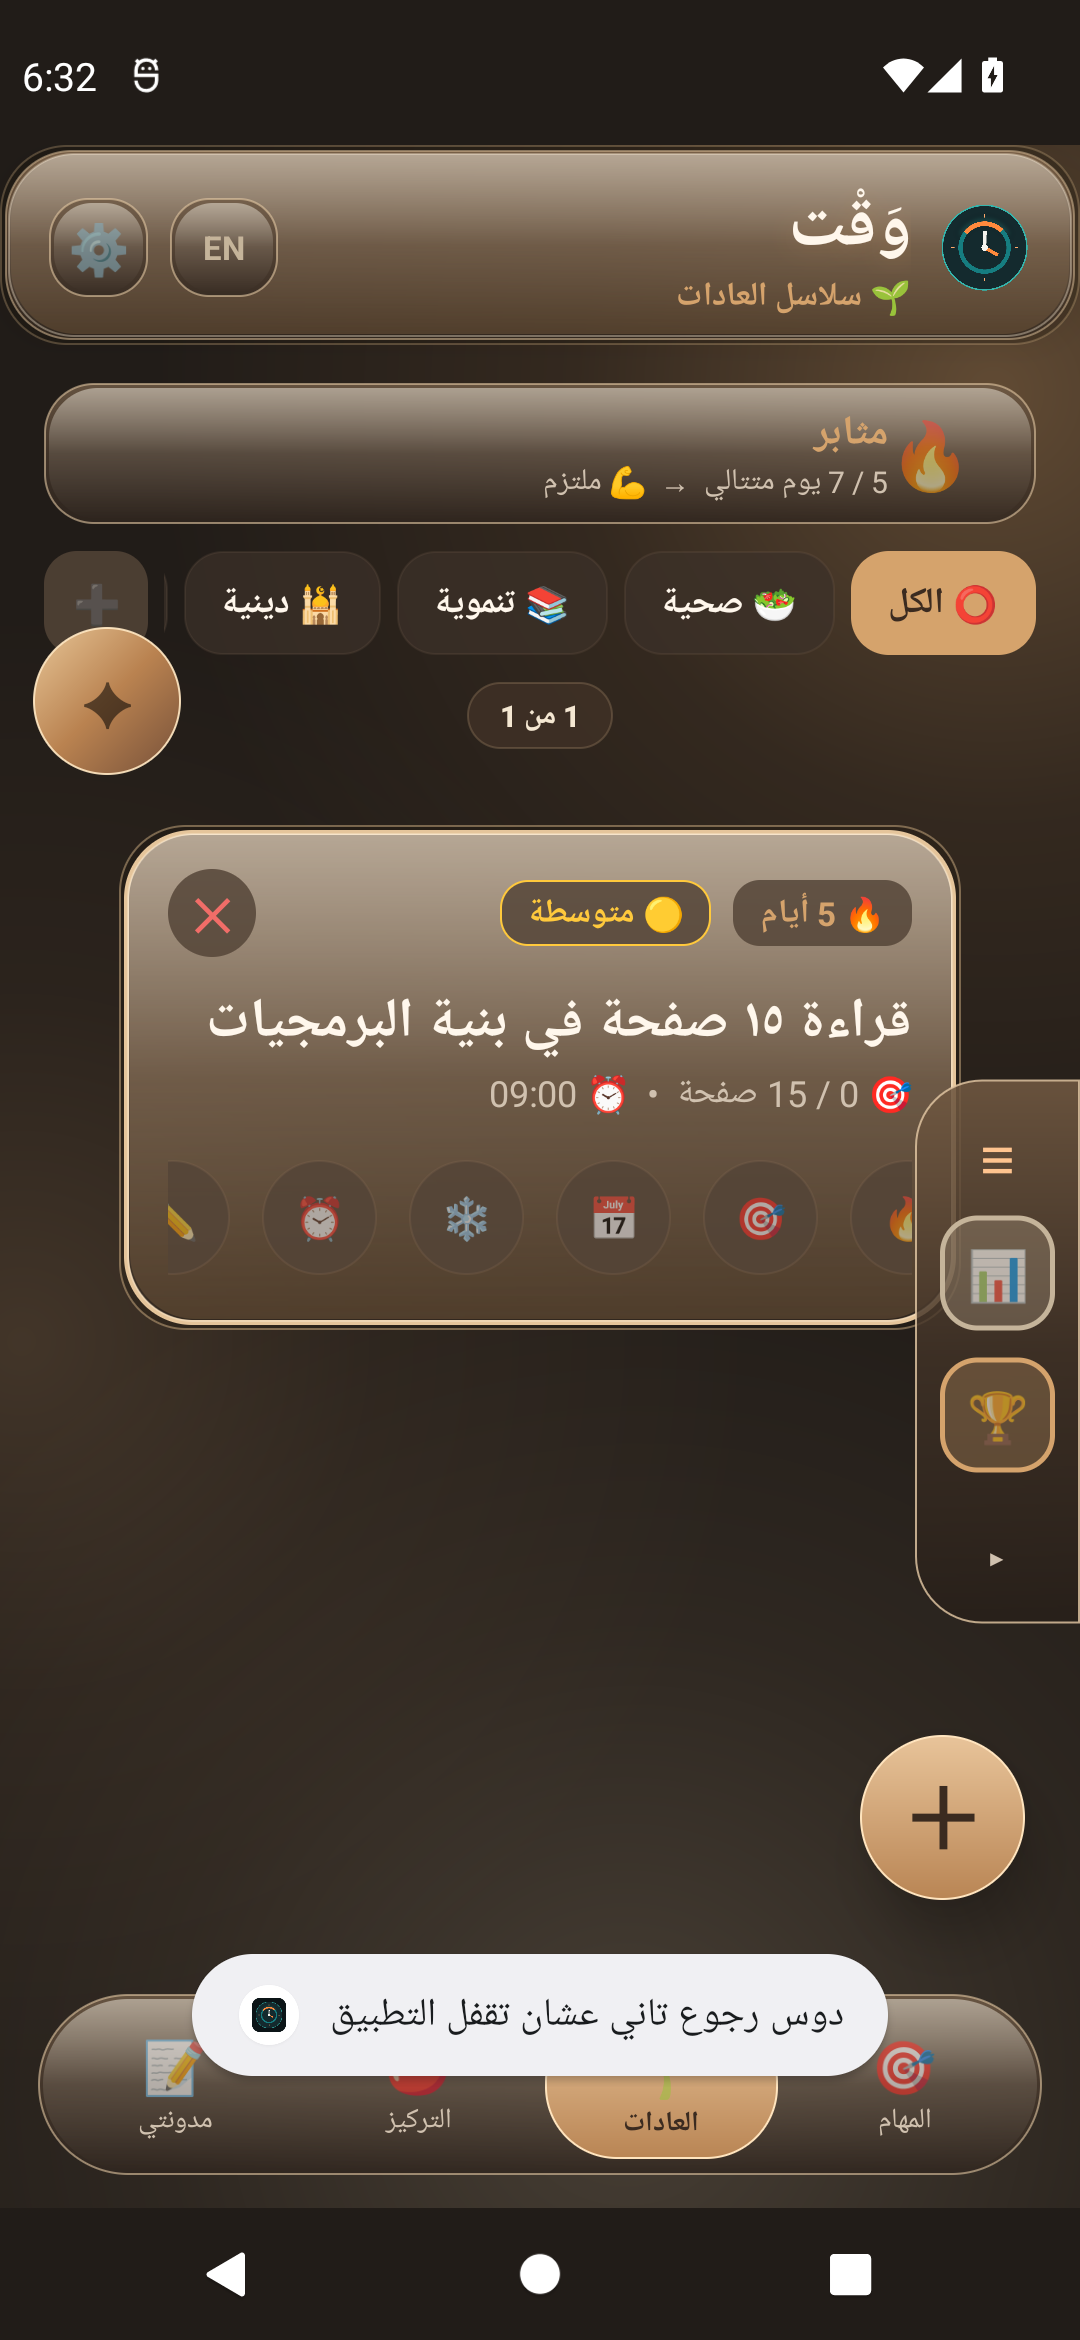 6:32
وَقْت
سلاسل العادات
EN
مثابر
5 / 7 يوم متتالي → ملتزم
الكل
صحية
تنموية
دينية
1 من 1
5 أيام
متوسطة
قراءة ١٥ صفحة في بنية البرمجيات
0 / 15 صفحة • 09:00
July 17
دوس رجوع تاني عشان تقفل التطبيق
المهام
العادات
التركيز
مدونتي